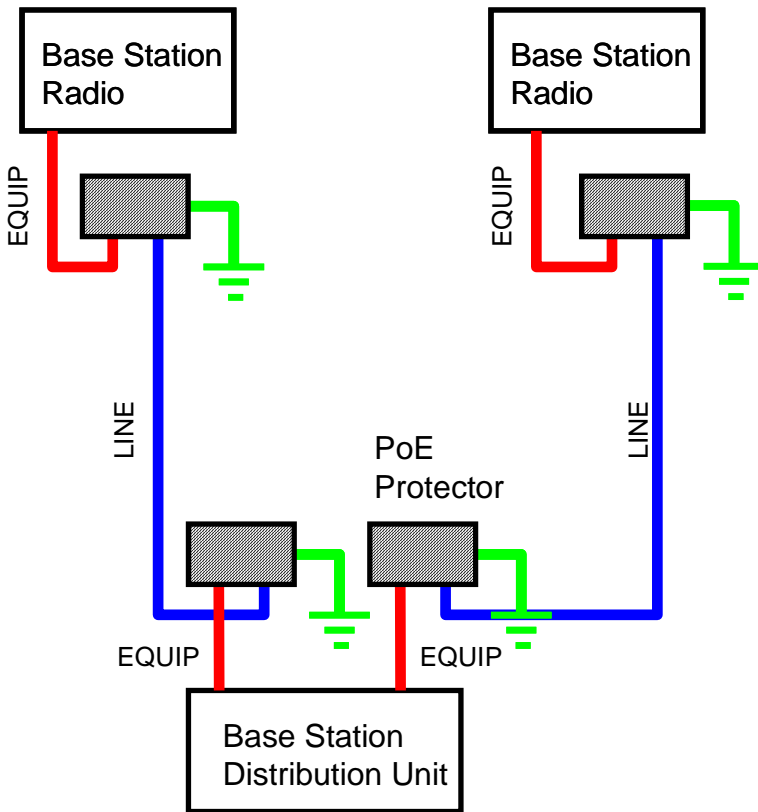 Base Station
Radio
Base Station
Radio
EQUIP
EQUIP
LINE
LINE
PoE
Protector
EQUIP
EQUIP
Base Station
Distribution Unit